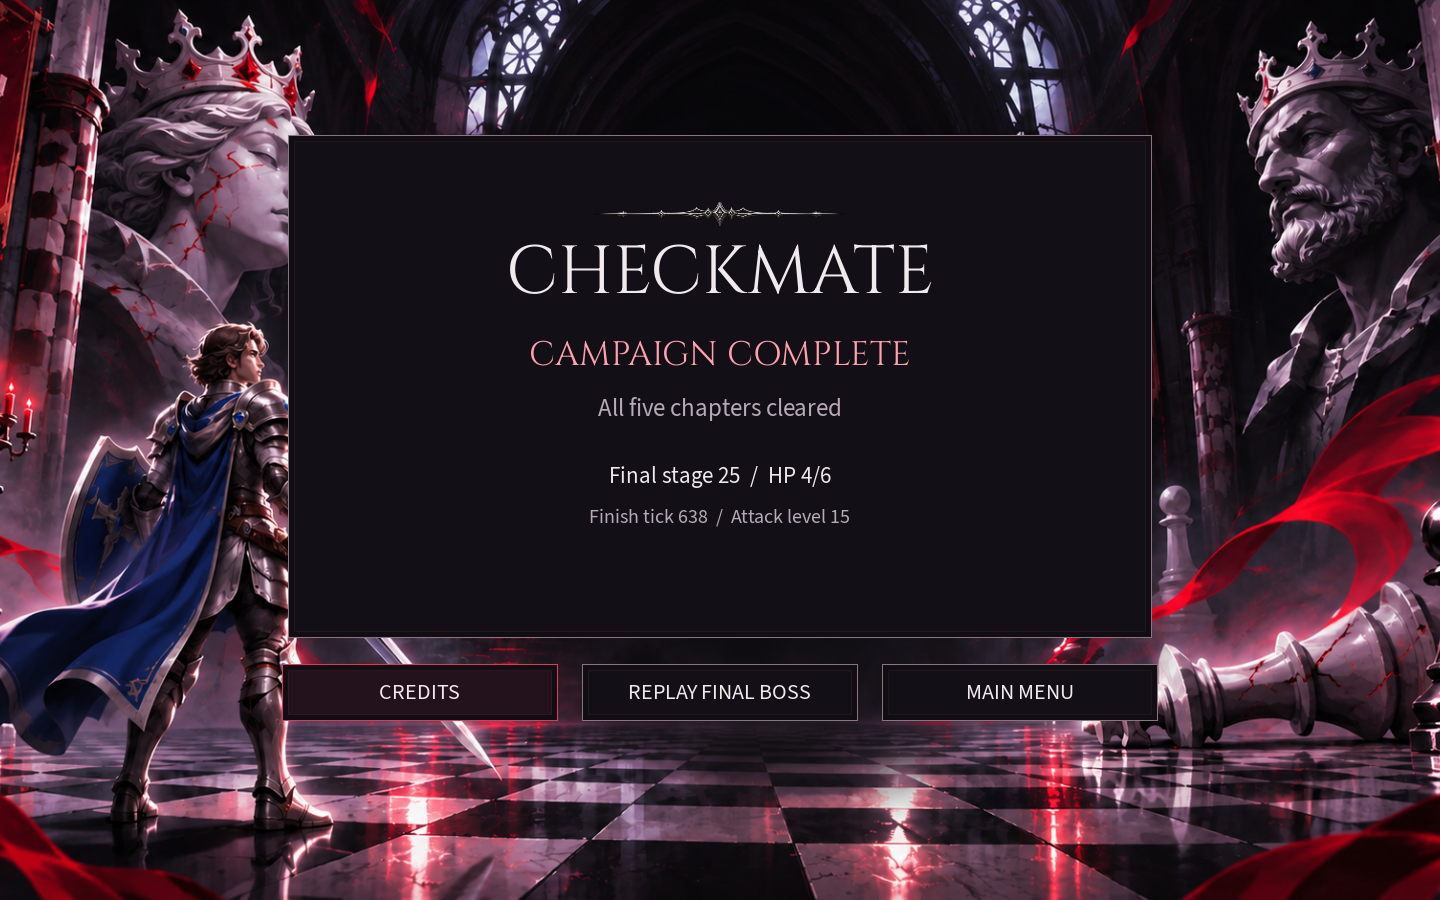 CHECKMATE
CAMPAIGN COMPLETE
All five chapters cleared
Final stage 25 / HP 4/6
Finish tick 638 / Attack level 15
CREDITS
REPLAY FINAL BOSS
MAIN MENU